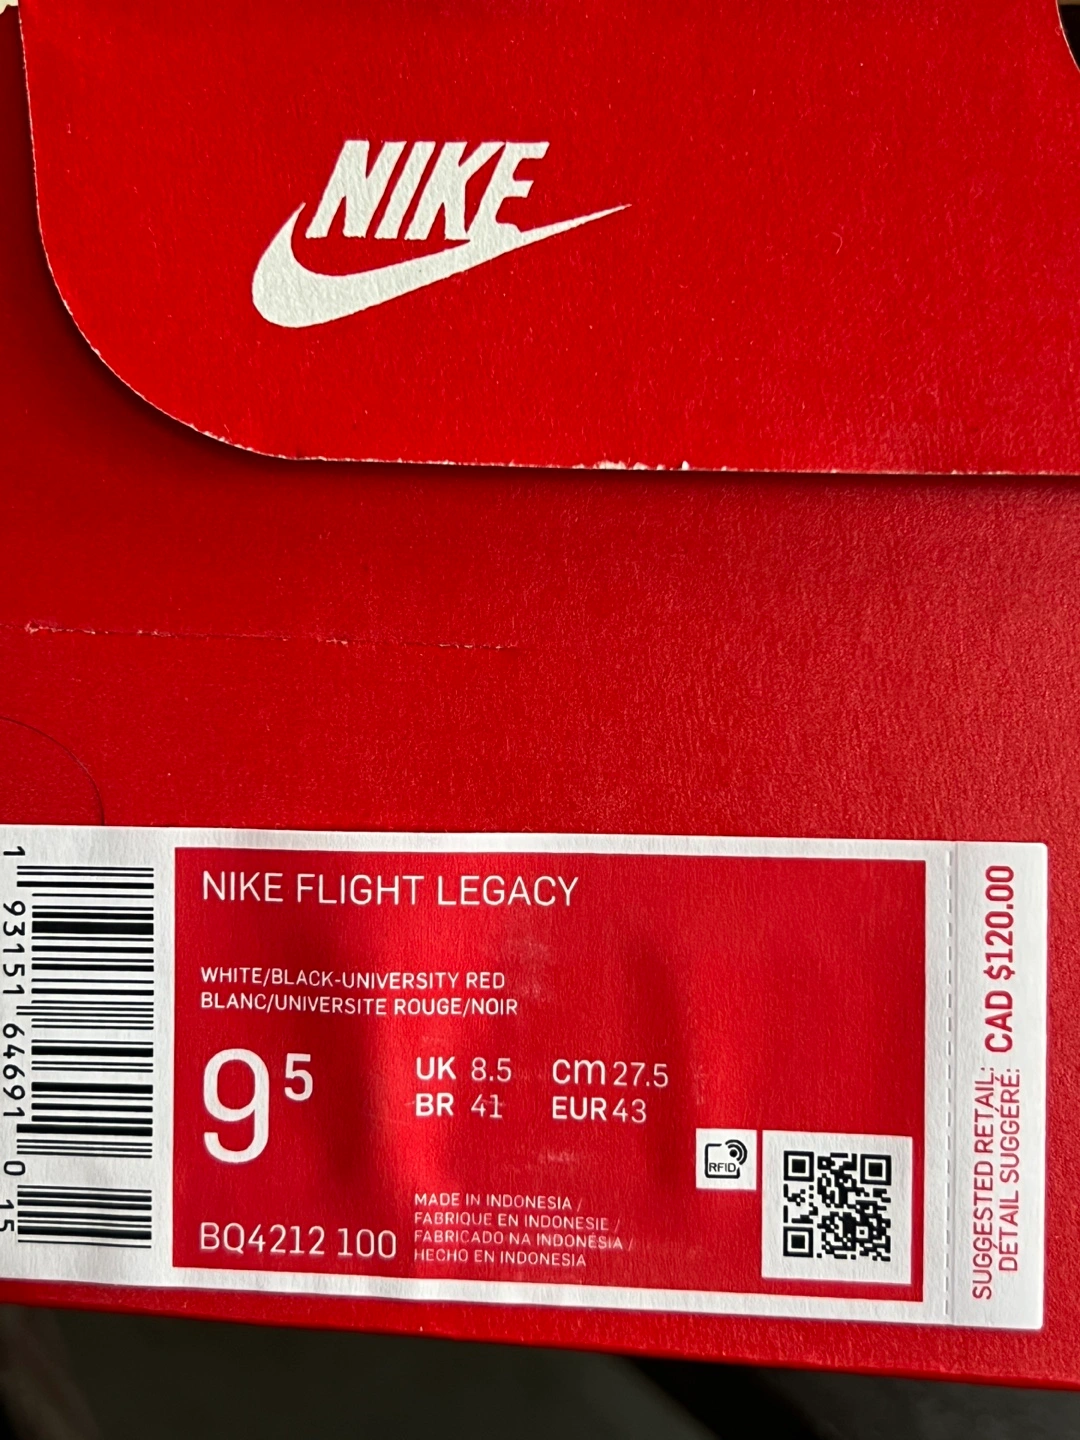 NIKE
NIKE FLIGHT LEGACY
WHITE/BLACK-UNIVERSITY RED
BLANC/UNIVERSITE ROUGE/NOIR
9 5
UK 8.5 cm 27.5
BR 41 EUR 43
RFID
BQ4212 100
MADE IN INDONESIA /
FABRIQUE EN INDONESIE /
FABRICADO NA INDONÉSIA /
HECHO EN INDONESIA
1 93151 64691 0 15
SUGGESTED RETAIL:
DETAIL SUGGÉRÉ: CAD $120.00